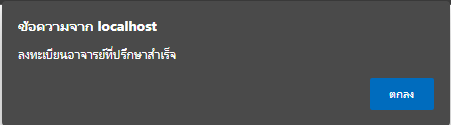 ข้อความจาก localhost
ลงทะเบียนอาจารย์ที่ปรึกษาสำเร็จ
ตกลง